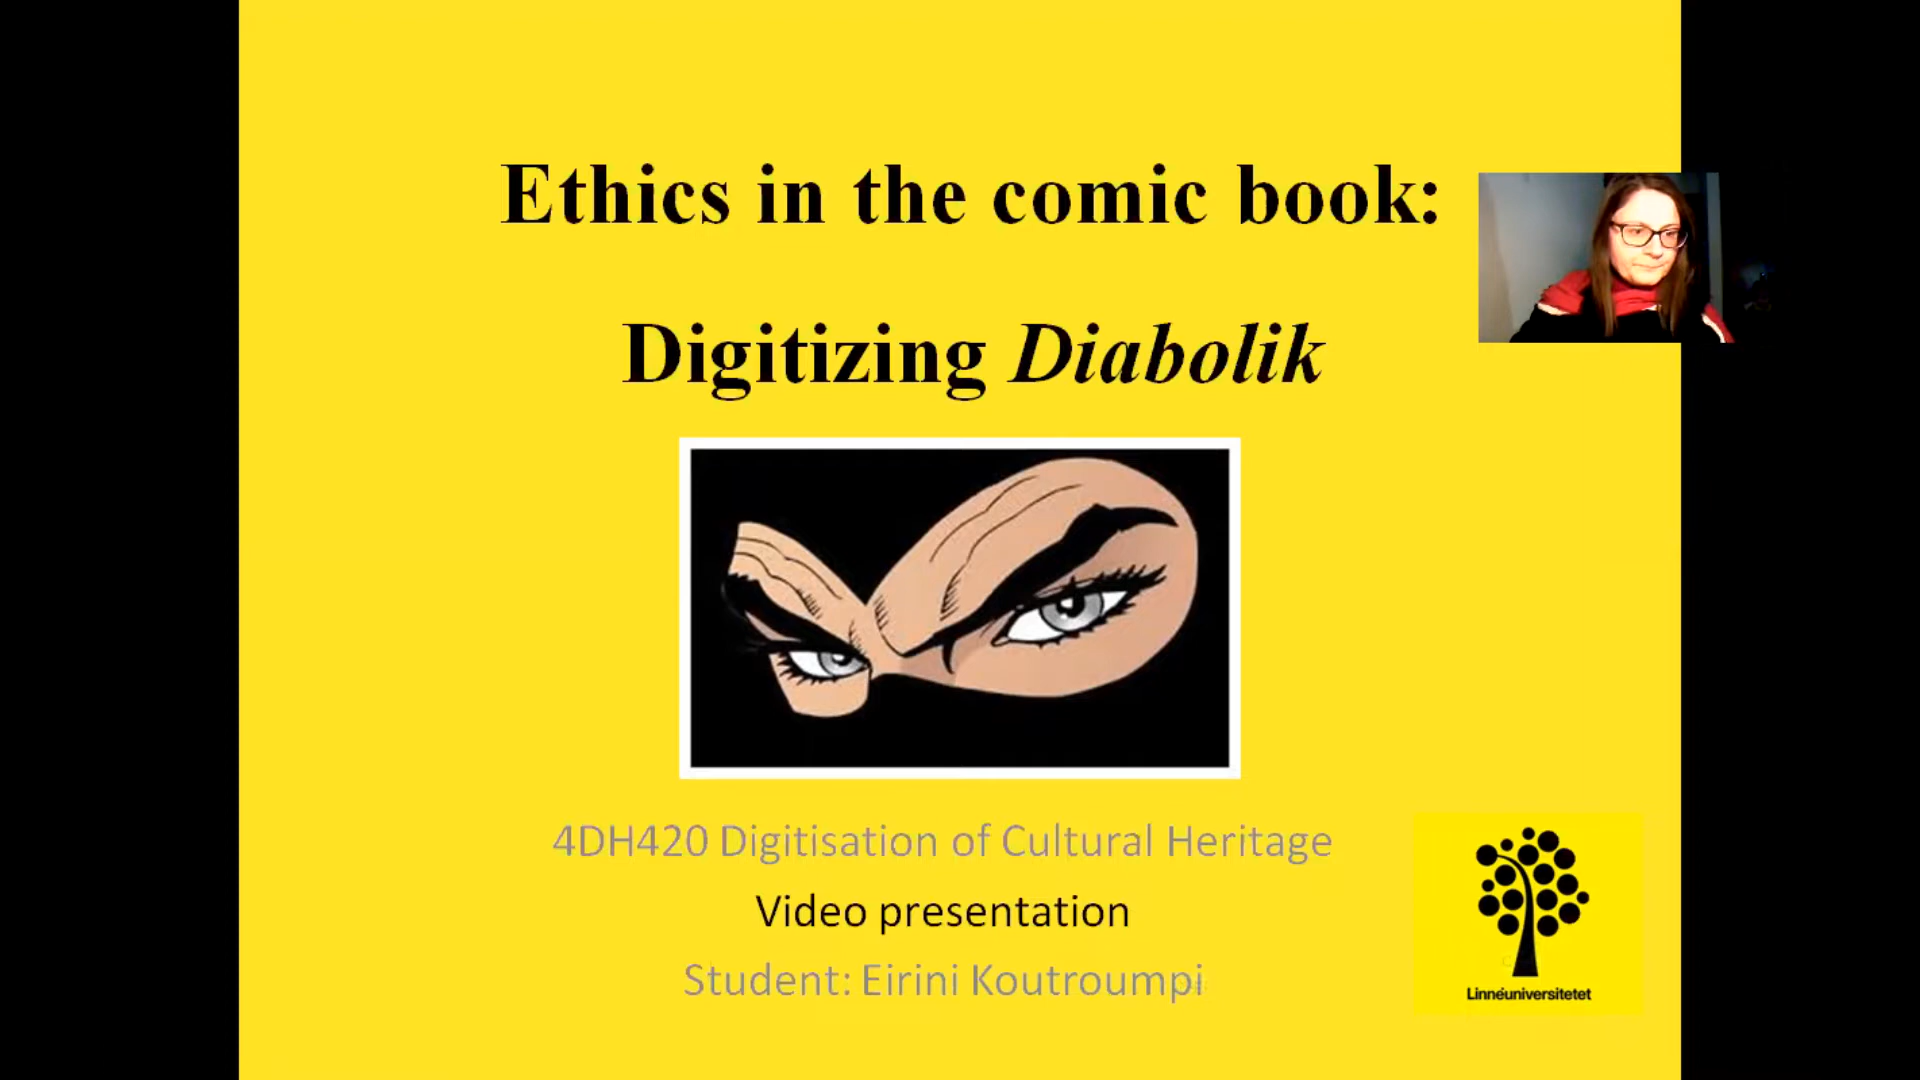 Ethics in the comic book:
Digitizing Diabolik
4DH420 Digitisation of Cultural Heritage
Video presentation
Student: Eirini Koutroumpi
Linnéuniversitetet